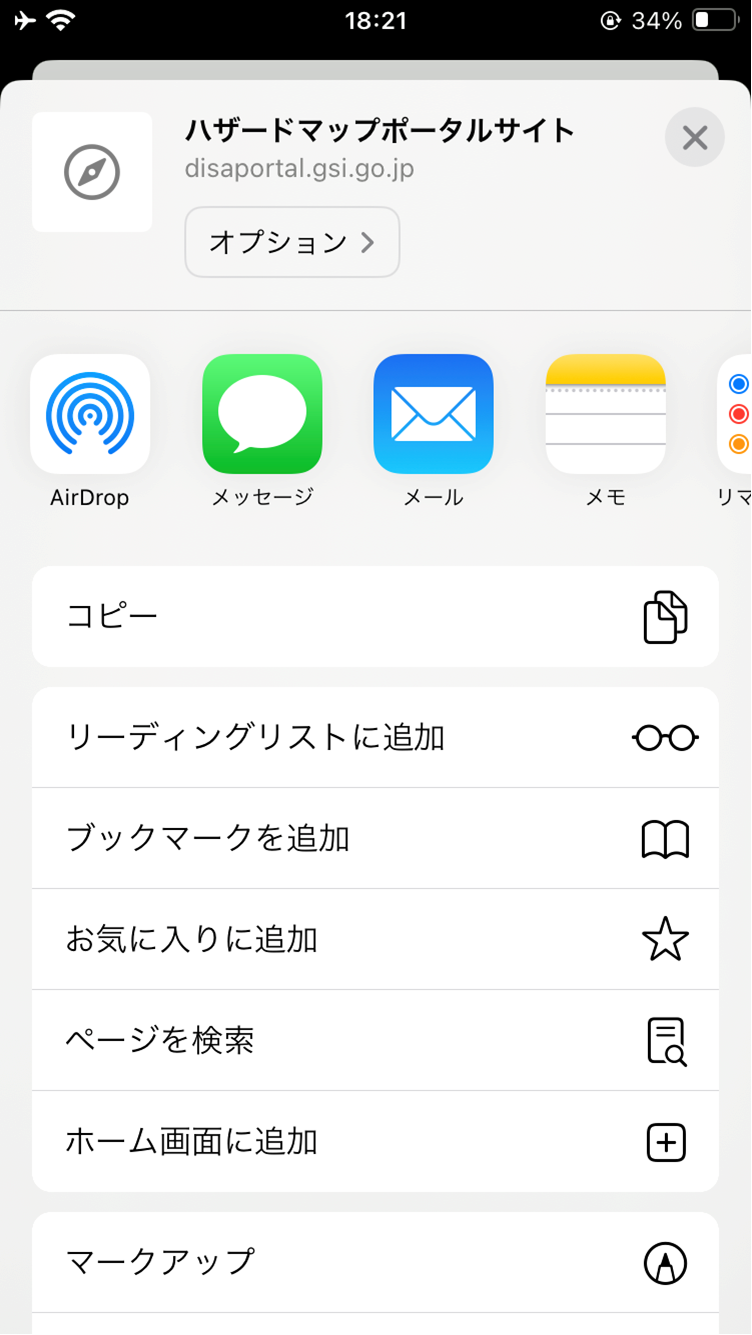 18:21
34%
ハザードマップポータルサイト
disaportal.gsi.go.jp
オプション
AirDrop
メッセージ
メール
メモ
リマ
コピー
リーディングリストに追加
ブックマークを追加
お気に入りに追加
ページを検索
ホーム画面に追加
マークアップ